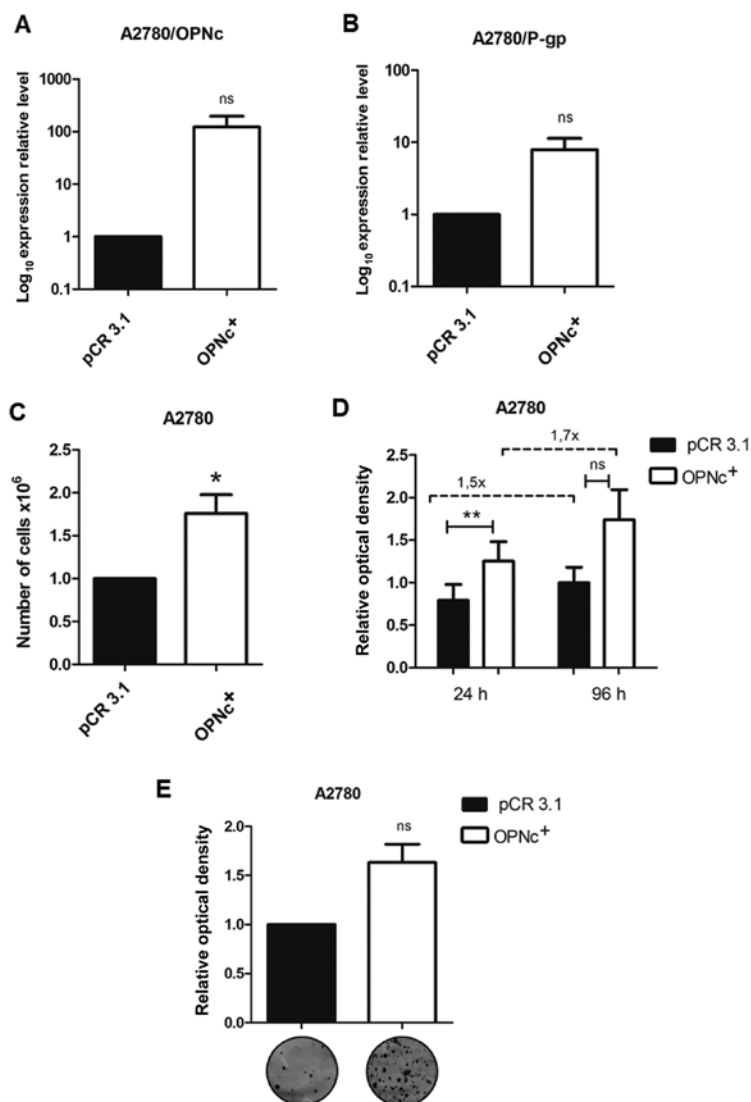 A
A2780/OPNc
Log10 expression relative level
1000
100
10
1
0.1
ns
pCR 3.1
OPNc+
B
A2780/P-gp
Log10 expression relative level
100
10
1
0.1
ns
pCR 3.1
OPNc+
C
A2780
Number of cells x10^6
2.5
2.0
1.5
1.0
0.5
0.0
*
pCR 3.1
OPNc+
D
A2780
Relative optical density
2.5
2.0
1.5
1.0
0.5
0.0
1,7x
1,5x
**
ns
24 h
96 h
pCR 3.1
OPNc+
E
A2780
Relative optical density
2.0
1.5
1.0
0.5
0.0
ns
pCR 3.1
OPNc+